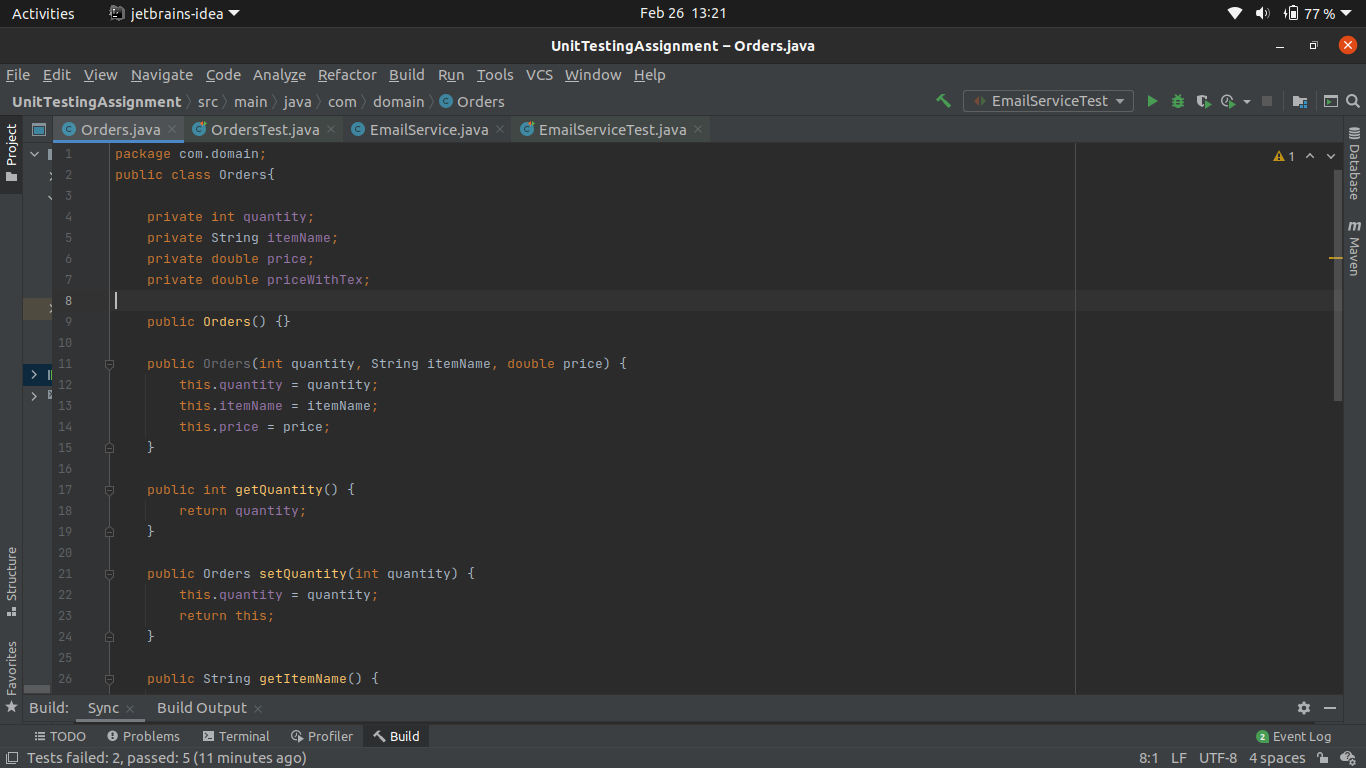 Activities jetbrains-idea Feb 26 13:21 77 %
UnitTestingAssignment – Orders.java
File Edit View Navigate Code Analyze Refactor Build Run Tools VCS Window Help
UnitTestingAssignment src main java com domain Orders EmailServiceTest
Orders.java OrdersTest.java EmailService.java EmailServiceTest.java
Project
Structure
Favorites
Database
Maven
1 package com.domain;
2 public class Orders{
3
4 private int quantity;
5 private String itemName;
6 private double price;
7 private double priceWithTex;
8
9 public Orders() {}
10
11 public Orders(int quantity, String itemName, double price) {
12 this.quantity = quantity;
13 this.itemName = itemName;
14 this.price = price;
15 }
16
17 public int getQuantity() {
18 return quantity;
19 }
20
21 public Orders setQuantity(int quantity) {
22 this.quantity = quantity;
23 return this;
24 }
25
26 public String getItemName() {
1
Build: Sync Build Output
TODO Problems Terminal Profiler Build 2 Event Log
Tests failed: 2, passed: 5 (11 minutes ago) 8:1 LF UTF-8 4 spaces